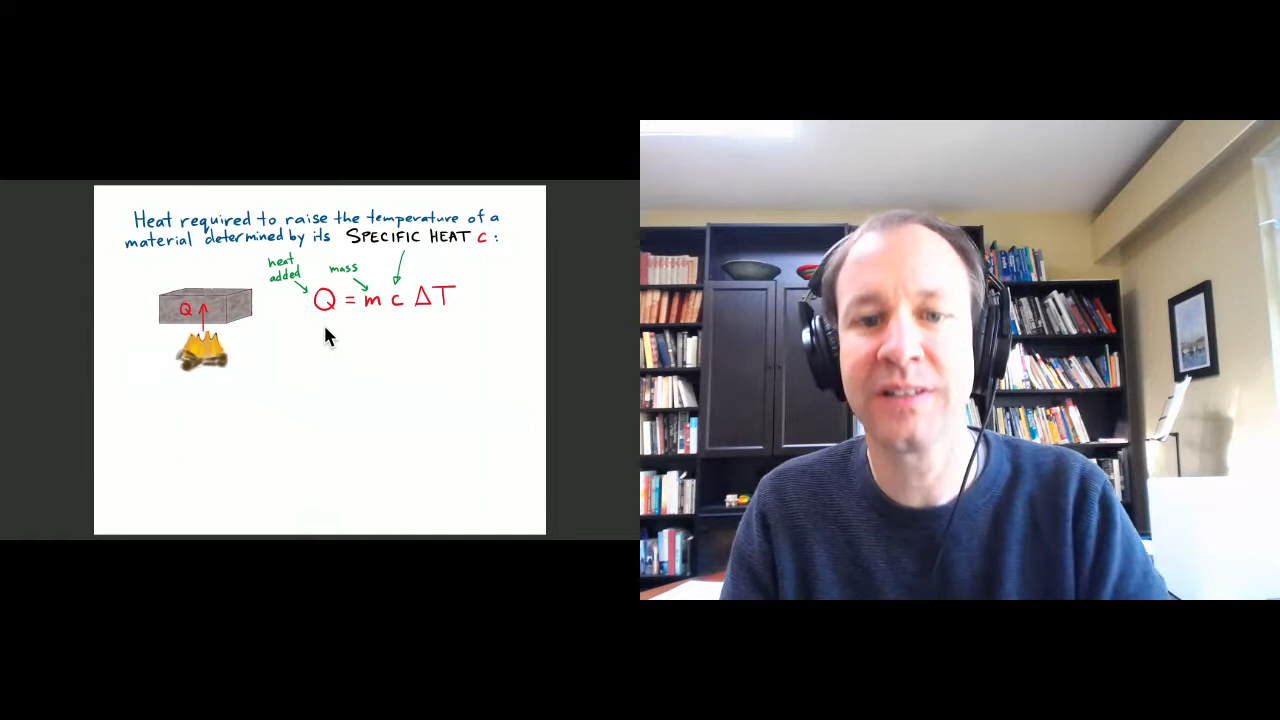 Heat required to raise the temperature of a
material determined by its SPECIFIC HEAT c :
heat
added
mass
Q = m c ΔT
Q